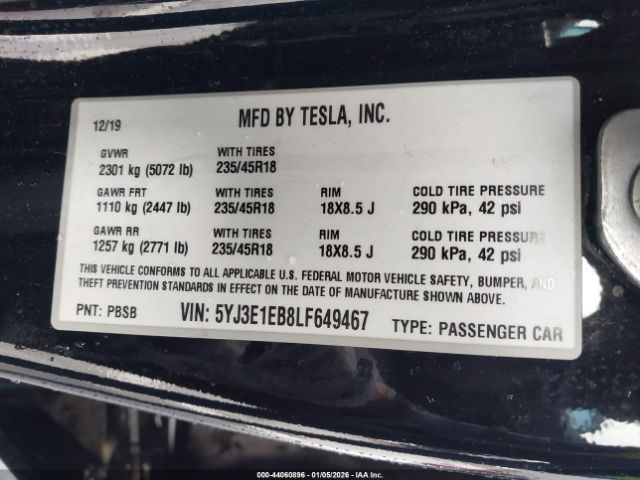 12/19 MFD BY TESLA, INC.
GVWR WITH TIRES
2301 kg (5072 lb) 235/45R18
GAWR FRT WITH TIRES RIM COLD TIRE PRESSURE
1110 kg (2447 lb) 235/45R18 18X8.5 J 290 kPa, 42 psi
GAWR RR WITH TIRES RIM COLD TIRE PRESSURE
1257 kg (2771 lb) 235/45R18 18X8.5 J 290 kPa, 42 psi
THIS VEHICLE CONFORMS TO ALL APPLICABLE U.S. FEDERAL MOTOR VEHICLE SAFETY, BUMPER, AND
THEFT PREVENTION STANDARDS IN EFFECT ON THE DATE OF MANUFACTURE SHOWN ABOVE.
PNT: PBSB VIN: 5YJ3E1EB8LF649467 TYPE: PASSENGER CAR
000-44060896 - 01/05/2026 - IAA Inc.